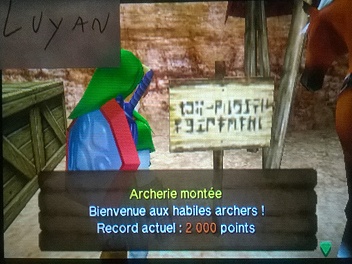 LUYAN
Archerie montée
Bienvenue aux habiles archers !
Record actuel : 2 000 points